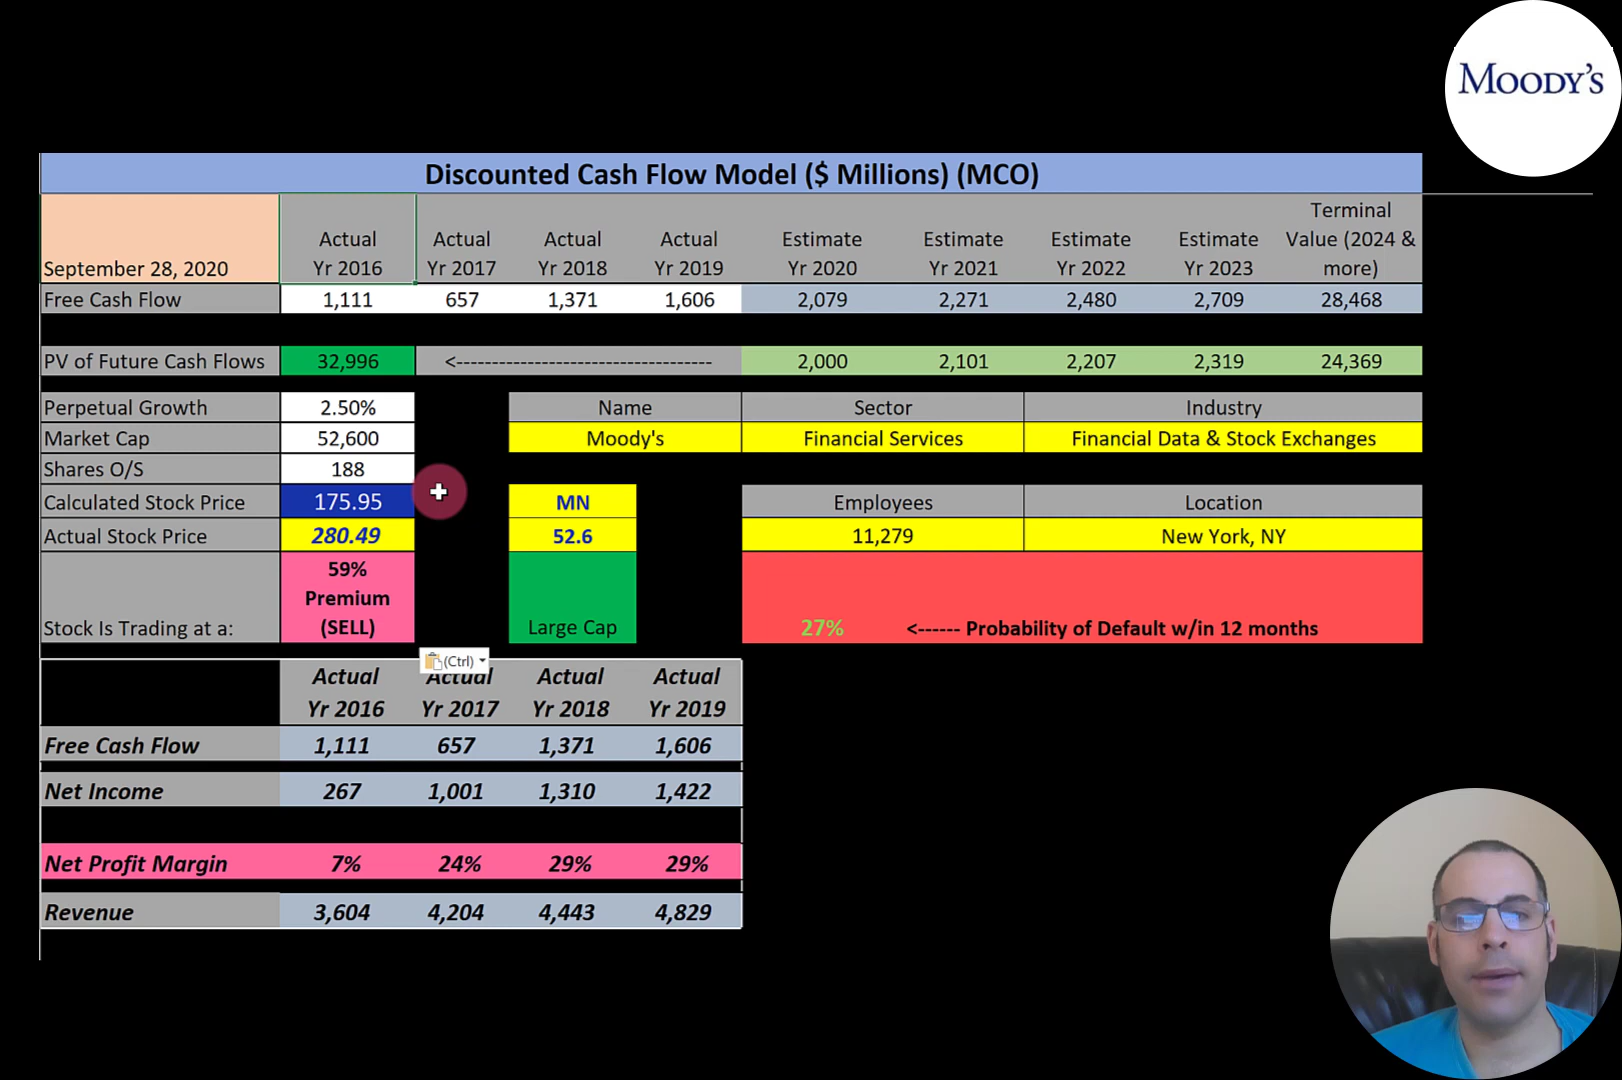 MOODY'S
Discounted Cash Flow Model ($ Millions) (MCO)
September 28, 2020 Actual Yr 2016 Actual Yr 2017 Actual Yr 2018 Actual Yr 2019 Estimate Yr 2020 Estimate Yr 2021 Estimate Yr 2022 Estimate Yr 2023 Terminal Value (2024 & more)
Free Cash Flow 1,111 657 1,371 1,606 2,079 2,271 2,480 2,709 28,468
PV of Future Cash Flows 32,996 <---------------------------------- 2,000 2,101 2,207 2,319 24,369
Perpetual Growth 2.50% Name Sector Industry
Market Cap 52,600 Moody's Financial Services Financial Data & Stock Exchanges
Shares O/S 188
Calculated Stock Price 175.95 MN Employees Location
Actual Stock Price 280.49 52.6 11,279 New York, NY
Stock Is Trading at a: 59% Premium (SELL) Large Cap 27% <------ Probability of Default w/in 12 months
(Ctrl)
Actual Yr 2016 Actual Yr 2017 Actual Yr 2018 Actual Yr 2019
Free Cash Flow 1,111 657 1,371 1,606
Net Income 267 1,001 1,310 1,422
Net Profit Margin 7% 24% 29% 29%
Revenue 3,604 4,204 4,443 4,829